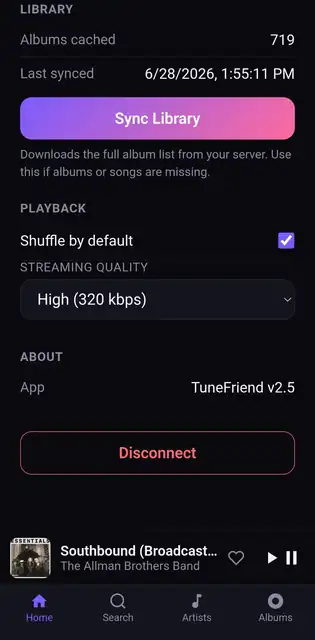 LIBRARY
Albums cached 719
Last synced 6/28/2026, 1:55:11 PM
Sync Library
Downloads the full album list from your server. Use
this if albums or songs are missing.
PLAYBACK
Shuffle by default
STREAMING QUALITY
High (320 kbps)
ABOUT
App TuneFriend v2.5
Disconnect
SSENTIAL
Southbound (Broadcast...
The Allman Brothers Band
Home Search Artists Albums